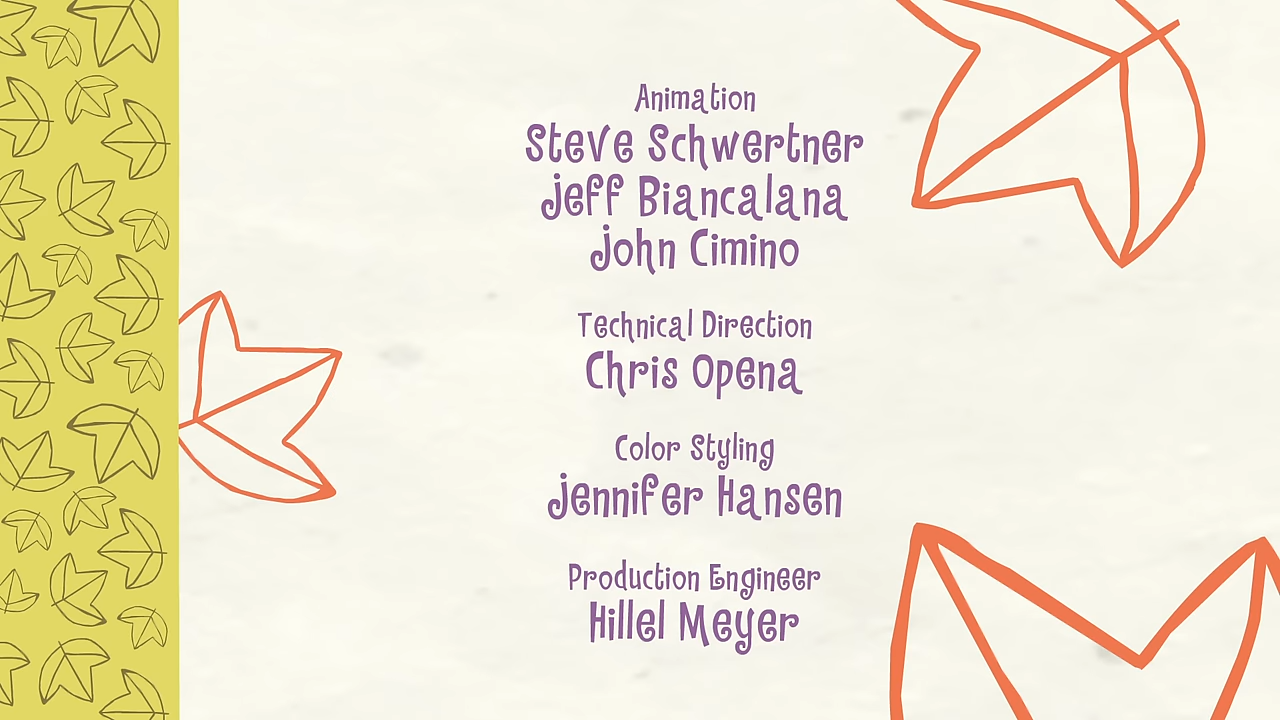 Animation
Steve Schwertner
Jeff Biancalana
John Cimino
Technical Direction
Chris Opena
Color Styling
Jennifer Hansen
Production Engineer
Hillel Meyer